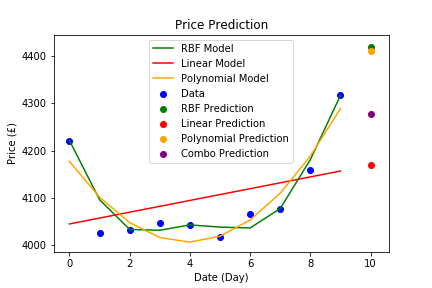 Price Prediction
RBF Model
Linear Model
Polynomial Model
Data
RBF Prediction
Linear Prediction
Polynomial Prediction
Combo Prediction
Price (£)
4400
4300
4200
4100
4000
0 2 4 6 8 10
Date (Day)